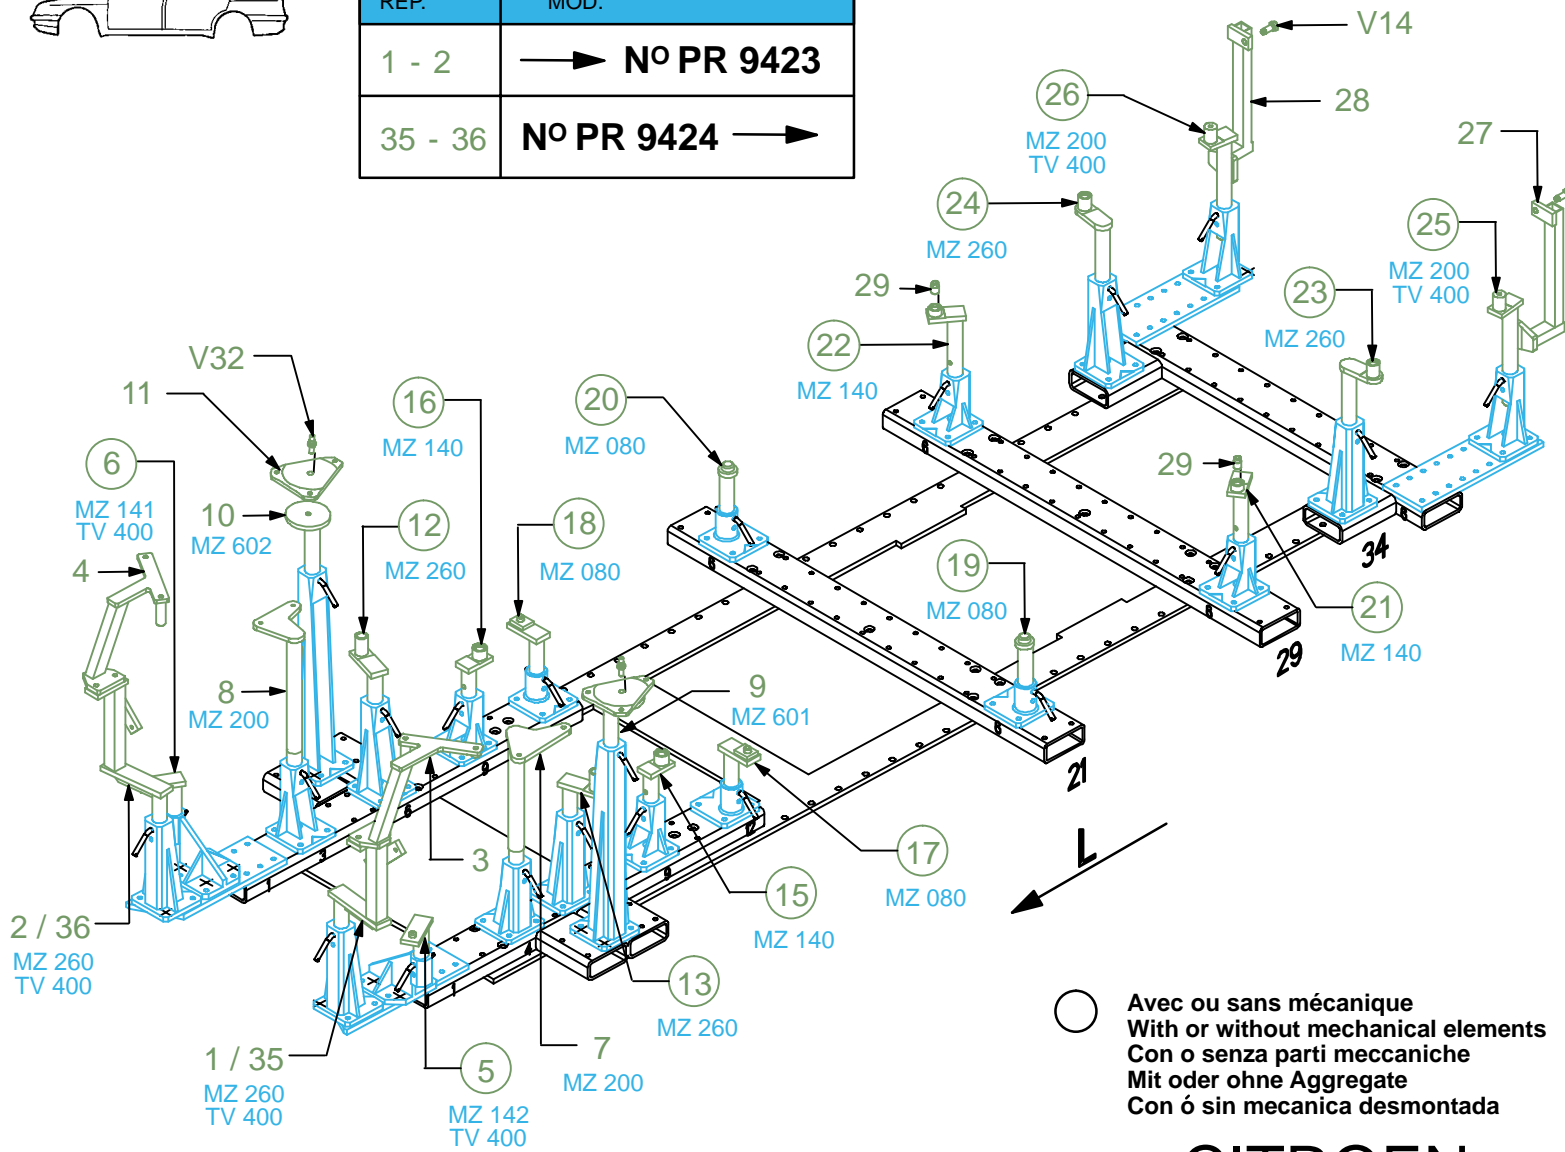 REP. MOD.
1 - 2 Nº PR 9423
35 - 36 Nº PR 9424
V14
28
26
MZ 200
TV 400
27
24
MZ 260
25
MZ 200
TV 400
29
23
MZ 260
22
MZ 140
V32
11
16
MZ 140
20
MZ 080
6
MZ 141
TV 400
29
10
MZ 602
12
MZ 260
18
MZ 080
4
19
MZ 080
34
21
MZ 140
29
8
MZ 200
9
MZ 601
21
3
17
MZ 080
L
15
MZ 140
2 / 36
MZ 260
TV 400
13
MZ 260
1 / 35
MZ 260
TV 400
5
MZ 142
TV 400
7
MZ 200
Avec ou sans mécanique
With or without mechanical elements
Con o senza parti meccaniche
Mit oder ohne Aggregate
Con ó sin mecanica desmontada
CITROEN